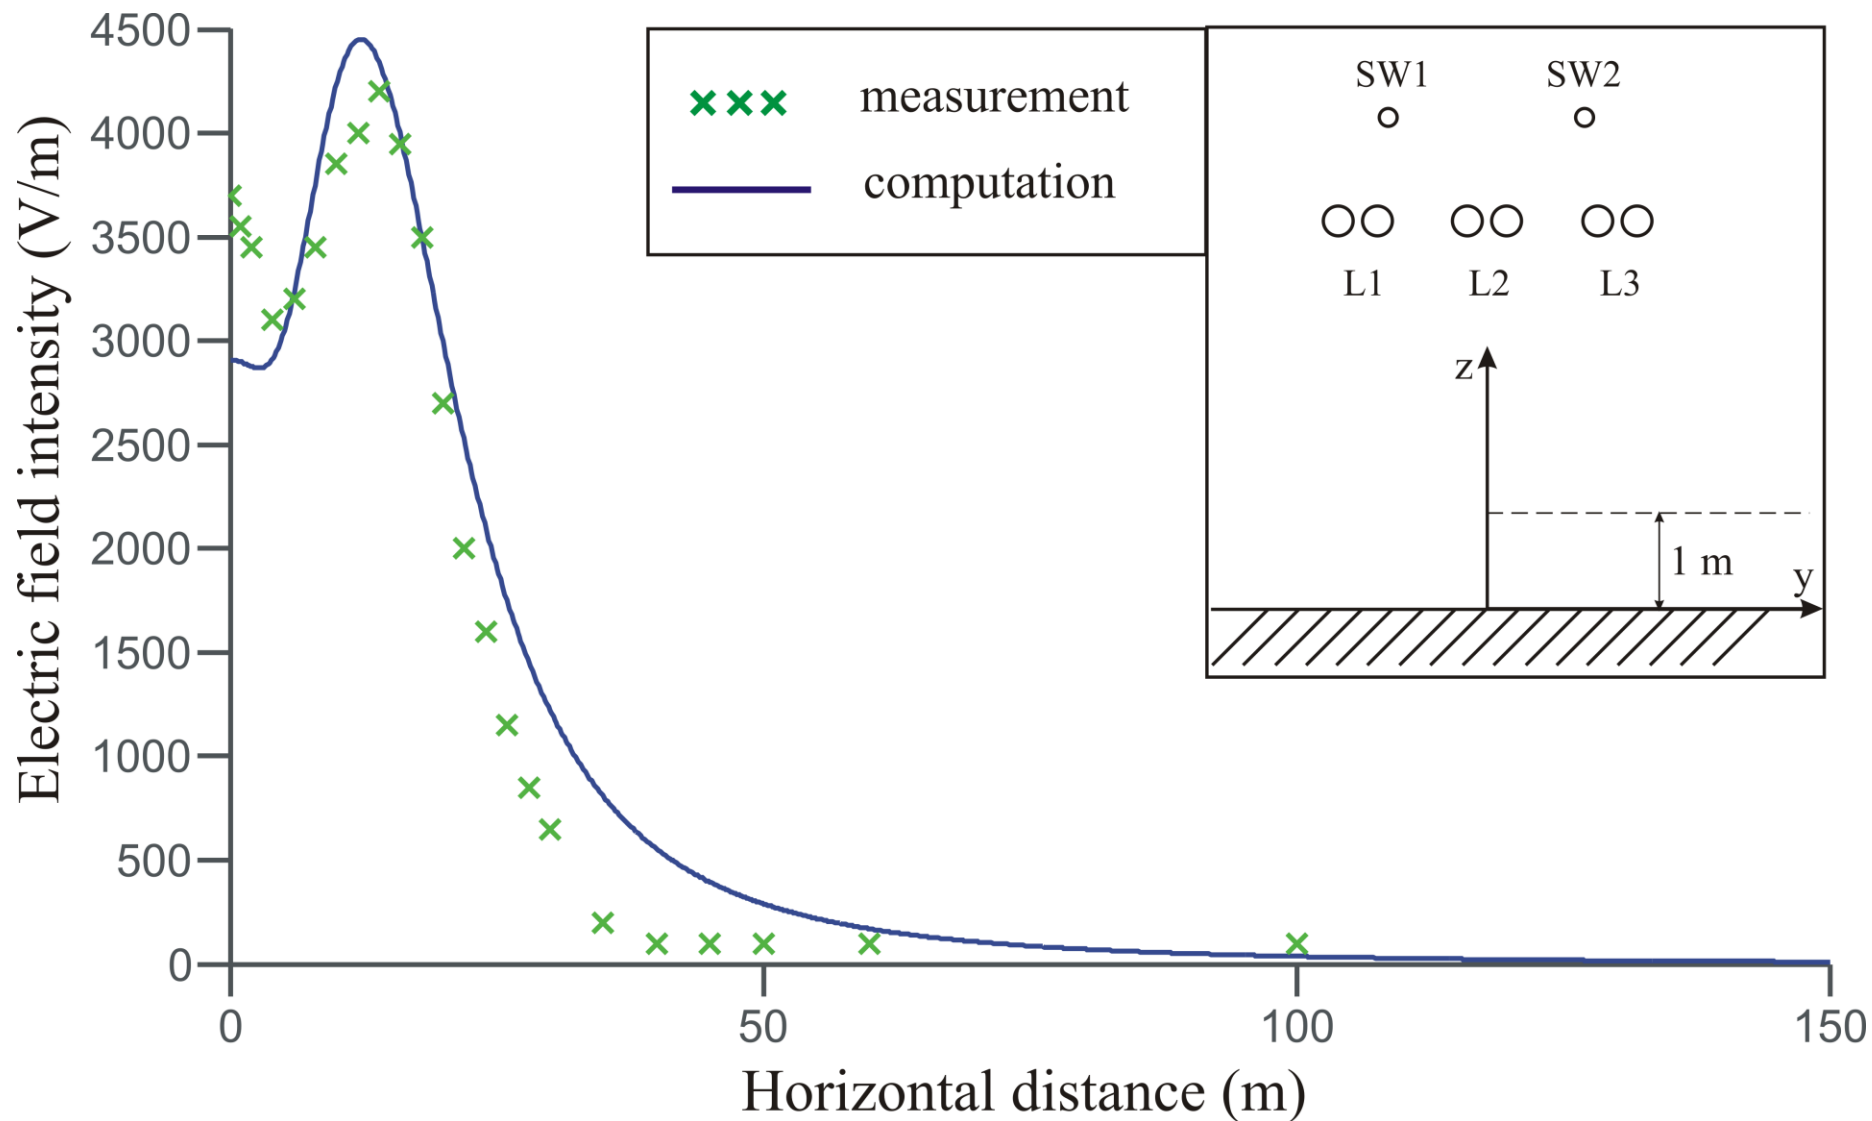 Electric field intensity (V/m)
4500
4000
3500
3000
2500
2000
1500
1000
500
0
0 50 100 150
Horizontal distance (m)
measurement
computation
SW1 SW2
L1 L2 L3
z
1 m
y